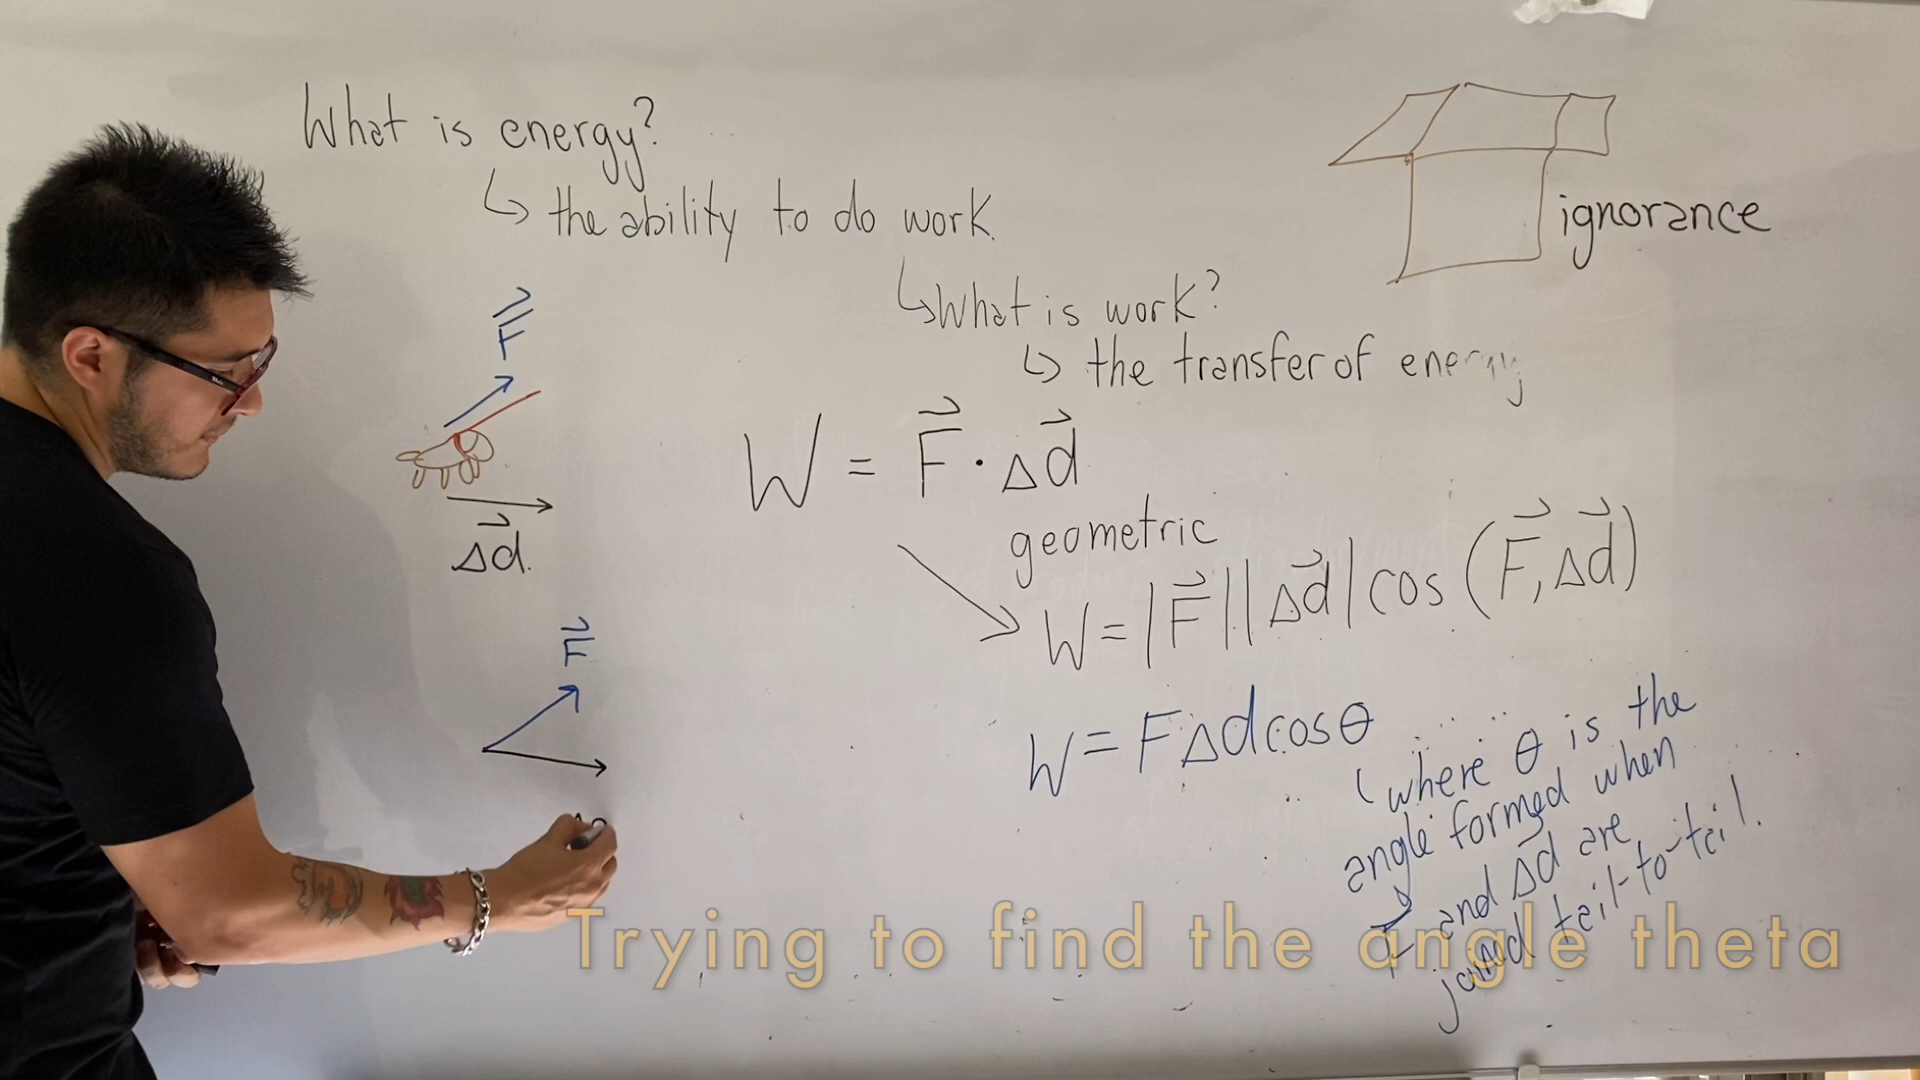 What is energy?
↳ the ability to do work.
ignorance
↳ What is work?
↳ the transfer of energy
F
W = F · Δd
Δd.
geometric
W = |F| |Δd| cos (F, Δd)
F
W = FΔd cos θ
where θ is the
angle formed when
F and Δd are
joined tail-to-tail.
Trying to find the angle theta